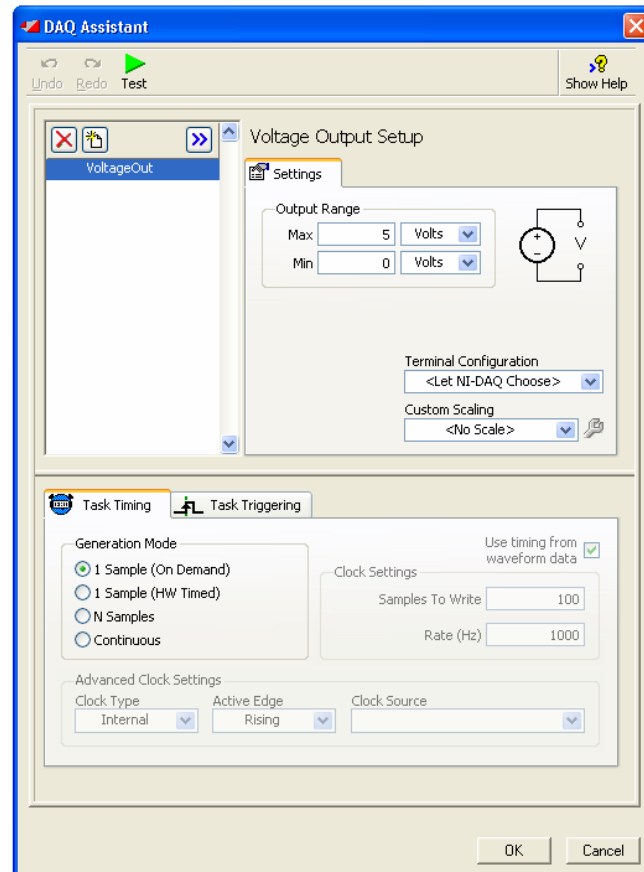 DAQ Assistant
Undo Redo Test Show Help
VoltageOut
Voltage Output Setup
Settings
Output Range
Max 5 Volts
Min 0 Volts
+
-
V
Terminal Configuration
<Let NI-DAQ Choose>
Custom Scaling
<No Scale>
Task Timing Task Triggering
Generation Mode
1 Sample (On Demand)
1 Sample (HW Timed)
N Samples
Continuous
Use timing from
waveform data
Clock Settings
Samples To Write 100
Rate (Hz) 1000
Advanced Clock Settings
Clock Type Active Edge Clock Source
Internal Rising
OK Cancel